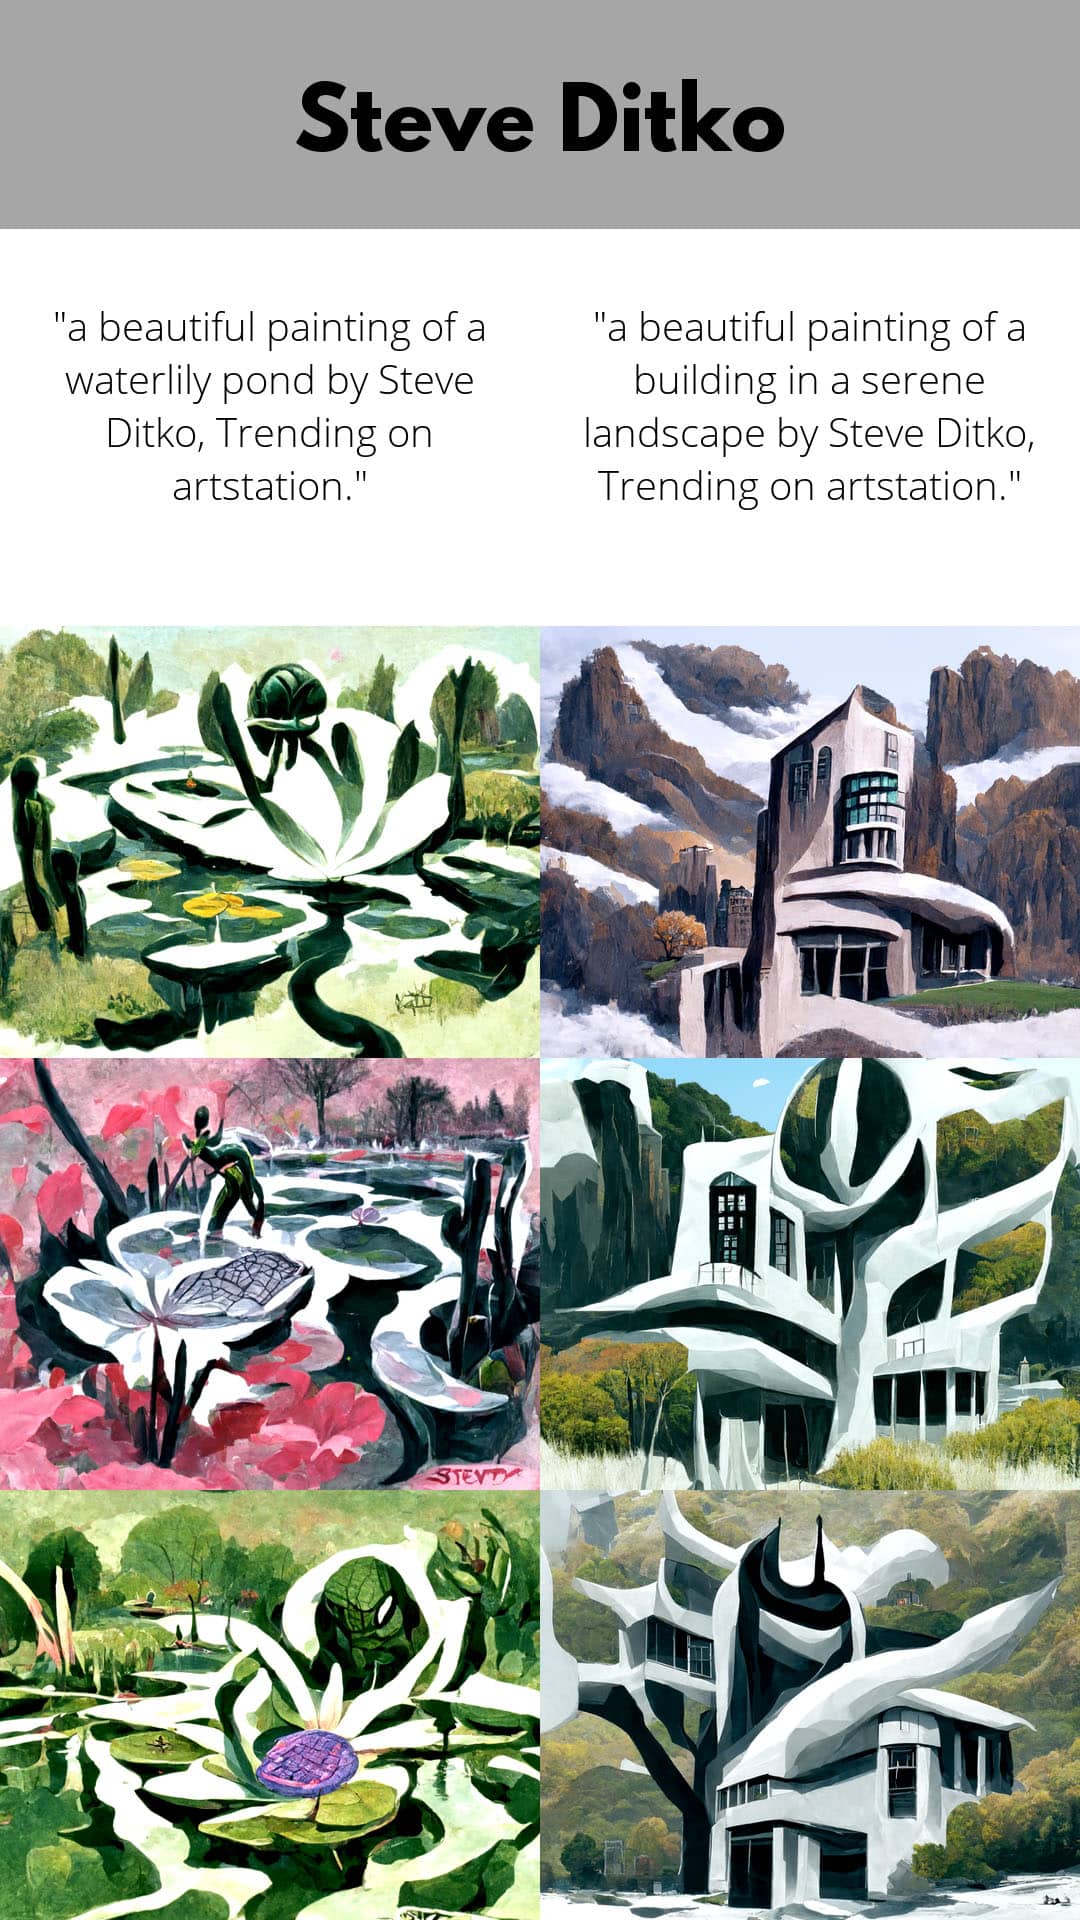 Steve Ditko
"a beautiful painting of a
waterlily pond by Steve
Ditko, Trending on
artstation."
"a beautiful painting of a
building in a serene
landscape by Steve Ditko,
Trending on artstation."